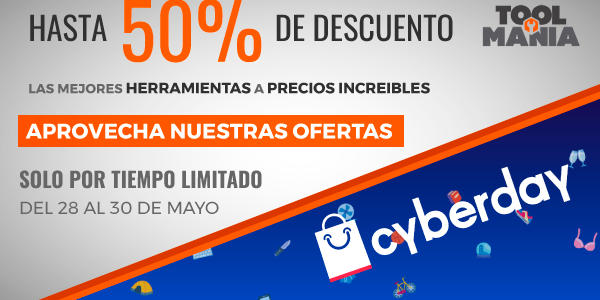 HASTA 50% DE DESCUENTO
TOOL
MANIA
LAS MEJORES HERRAMIENTAS A PRECIOS INCREIBLES
APROVECHA NUESTRAS OFERTAS
SOLO POR TIEMPO LIMITADO
DEL 28 AL 30 DE MAYO
cyberday